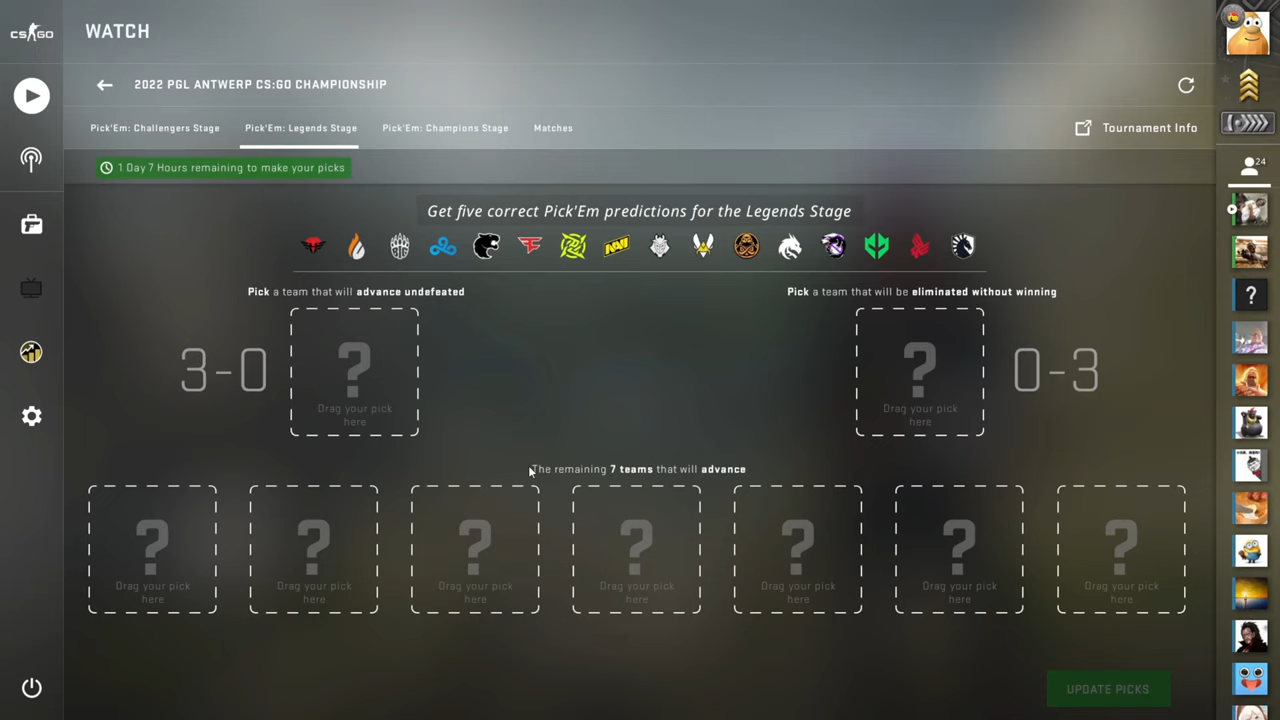 CS:GO
WATCH
2022 PGL ANTWERP CS:GO CHAMPIONSHIP
Pick'Em: Challengers Stage
Pick'Em: Legends Stage
Pick'Em: Champions Stage
Matches
Tournament Info
1 Day 7 Hours remaining to make your picks
24
Get five correct Pick'Em predictions for the Legends Stage
NAVI
Pick a team that will advance undefeated
Pick a team that will be eliminated without winning
3-0
?
Drag your pick
here
?
Drag your pick
here
0-3
?
The remaining 7 teams that will advance
?
Drag your pick
here
?
Drag your pick
here
?
Drag your pick
here
?
Drag your pick
here
?
Drag your pick
here
?
Drag your pick
here
?
Drag your pick
here
UPDATE PICKS